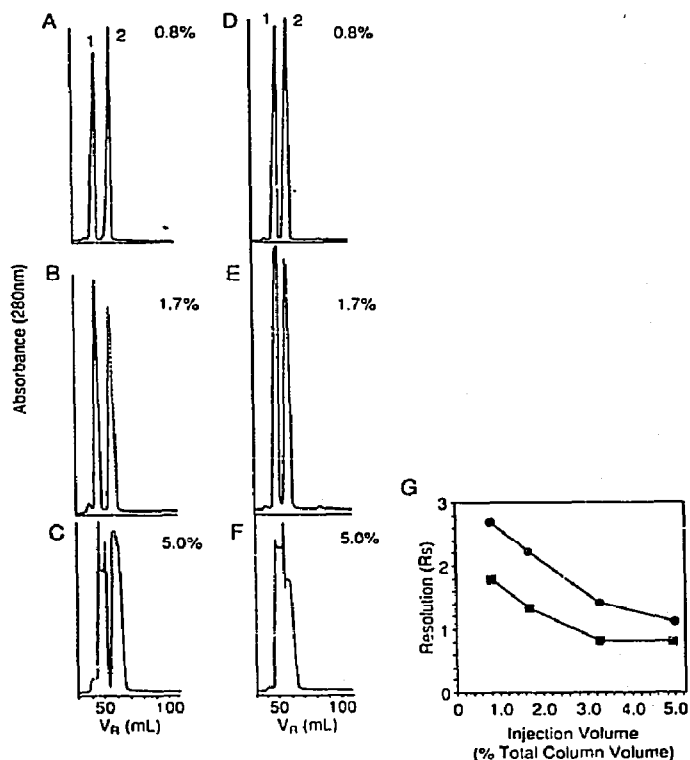 A
1
2
0.8%
D
1
2
0.8%
B
1.7%
E
1.7%
Absorbance (280nm)
C
5.0%
F
5.0%
50
100
V_R (mL)
50
100
V_R (mL)
G
3
2
1
0
Resolution (Rs)
0
1.0
2.0
3.0
4.0
5.0
Injection Volume
(% Total Column Volume)